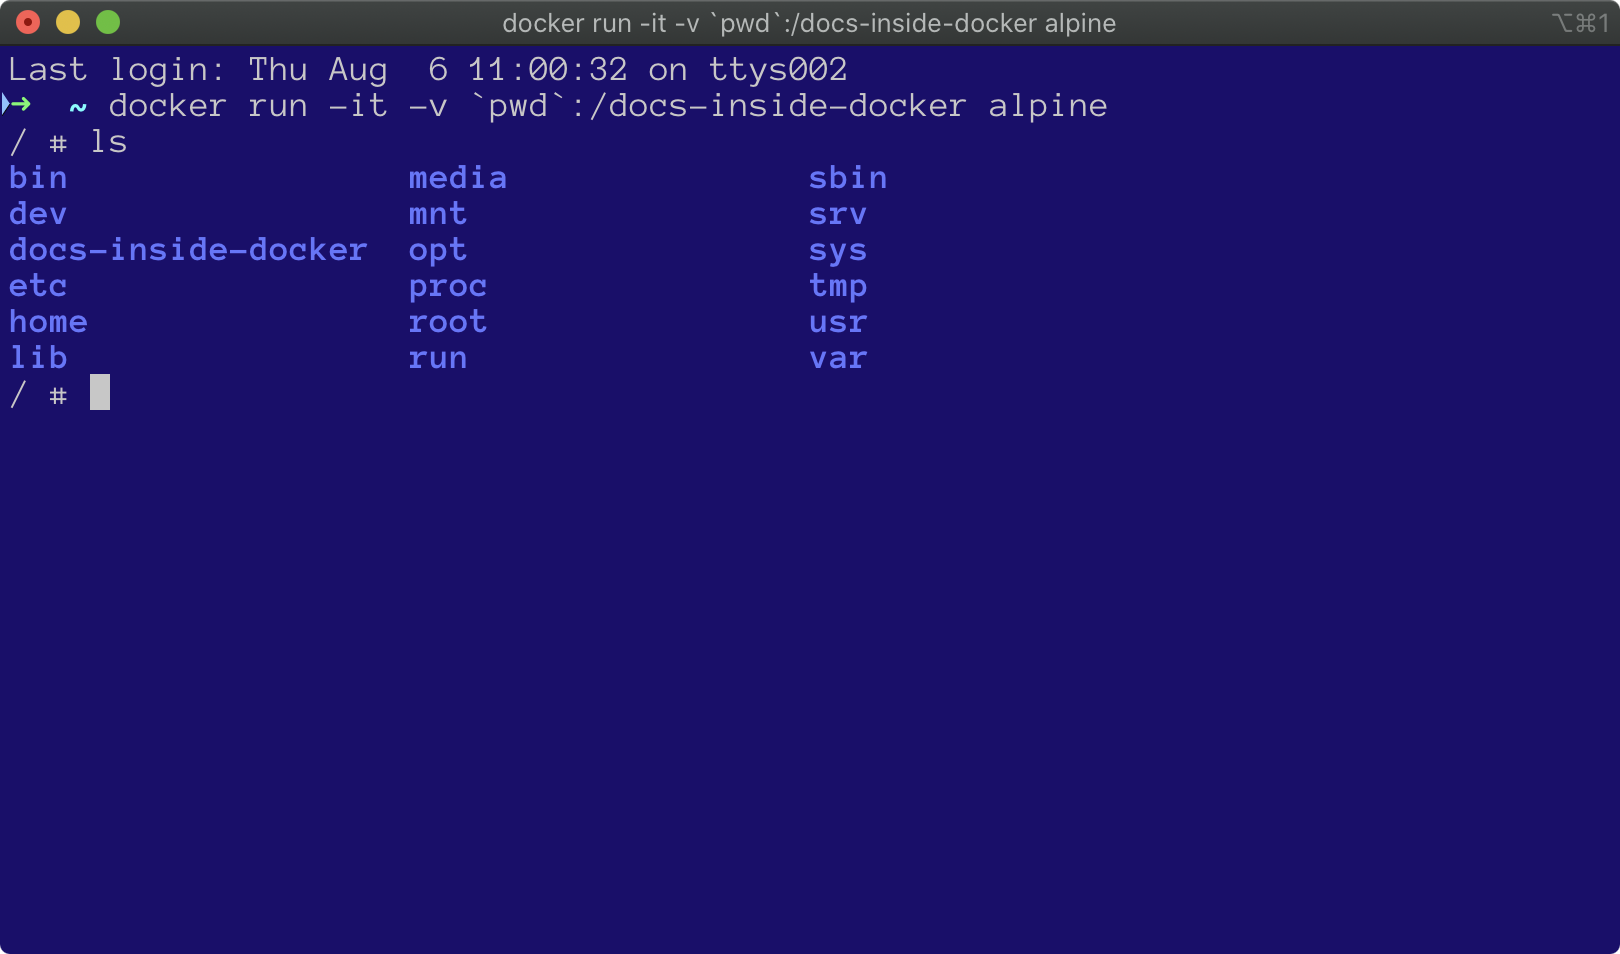 docker run -it -v `pwd`:/docs-inside-docker alpine ⌥⌘1
Last login: Thu Aug  6 11:00:32 on ttys002
➜  ~ docker run -it -v `pwd`:/docs-inside-docker alpine
/ # ls
bin                 media               sbin
dev                 mnt                 srv
docs-inside-docker  opt                 sys
etc                 proc                tmp
home                root                usr
lib                 run                 var
/ #